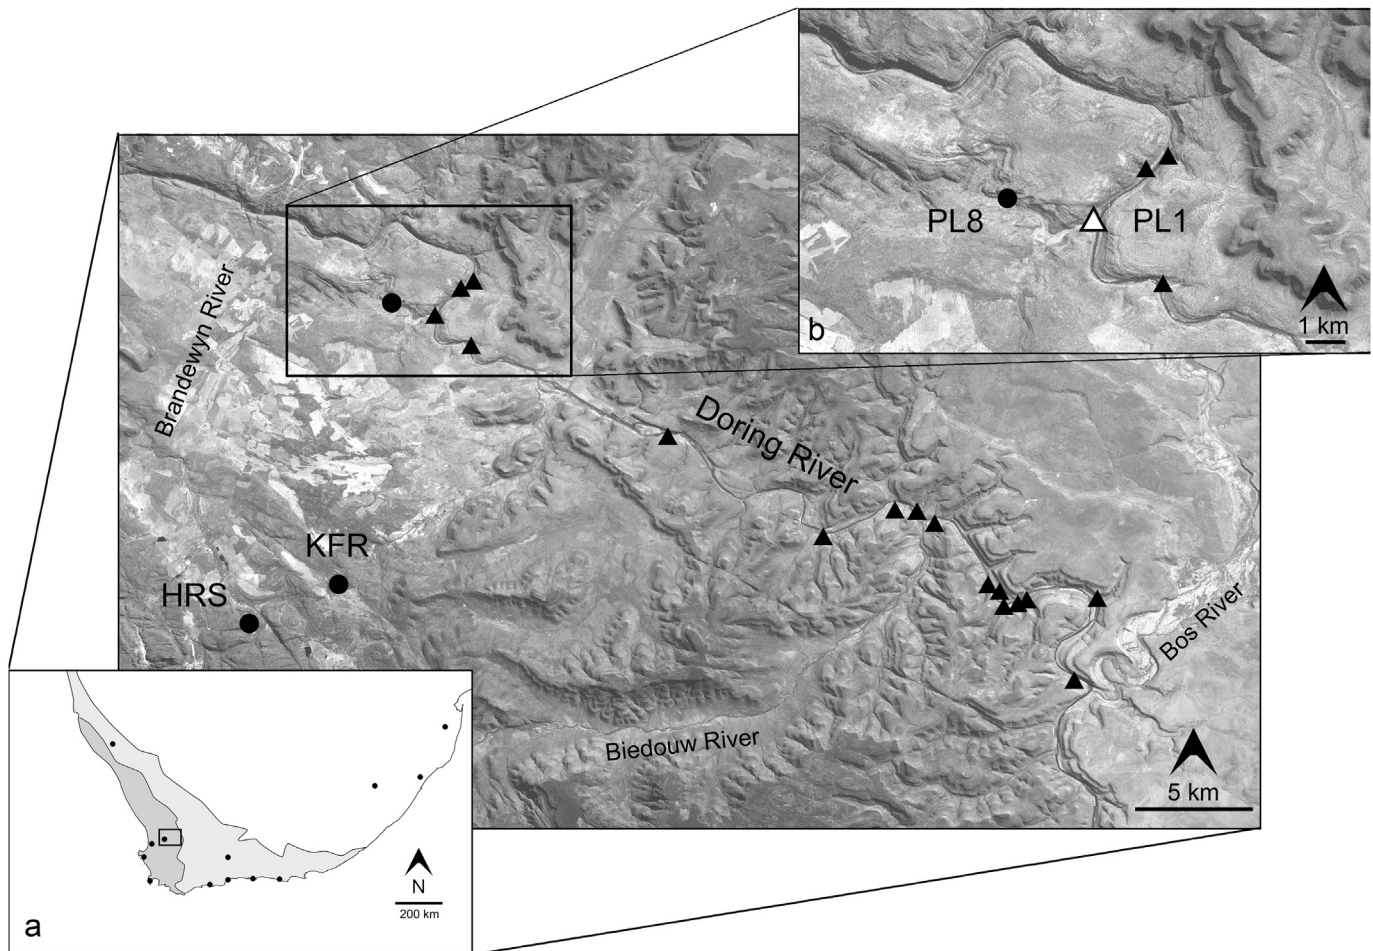 PL8
PL1
1 km
b
Brandewyn River
Doring River
KFR
HRS
Bos River
Biedouw River
5 km
N
200 km
a